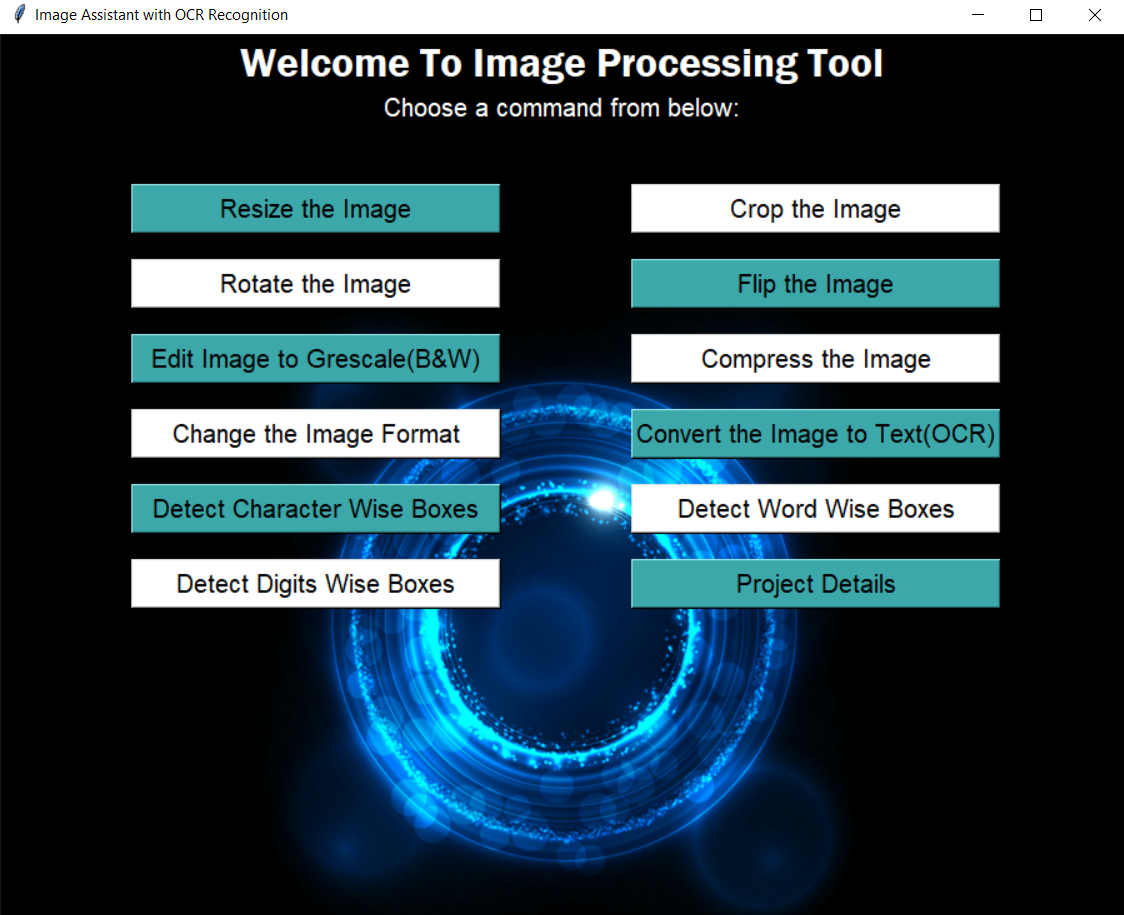 Image Assistant with OCR Recognition
Welcome To Image Processing Tool
Choose a command from below:
Resize the Image
Crop the Image
Rotate the Image
Flip the Image
Edit Image to Grescale(B&W)
Compress the Image
Change the Image Format
Convert the Image to Text(OCR)
Detect Character Wise Boxes
Detect Word Wise Boxes
Detect Digits Wise Boxes
Project Details